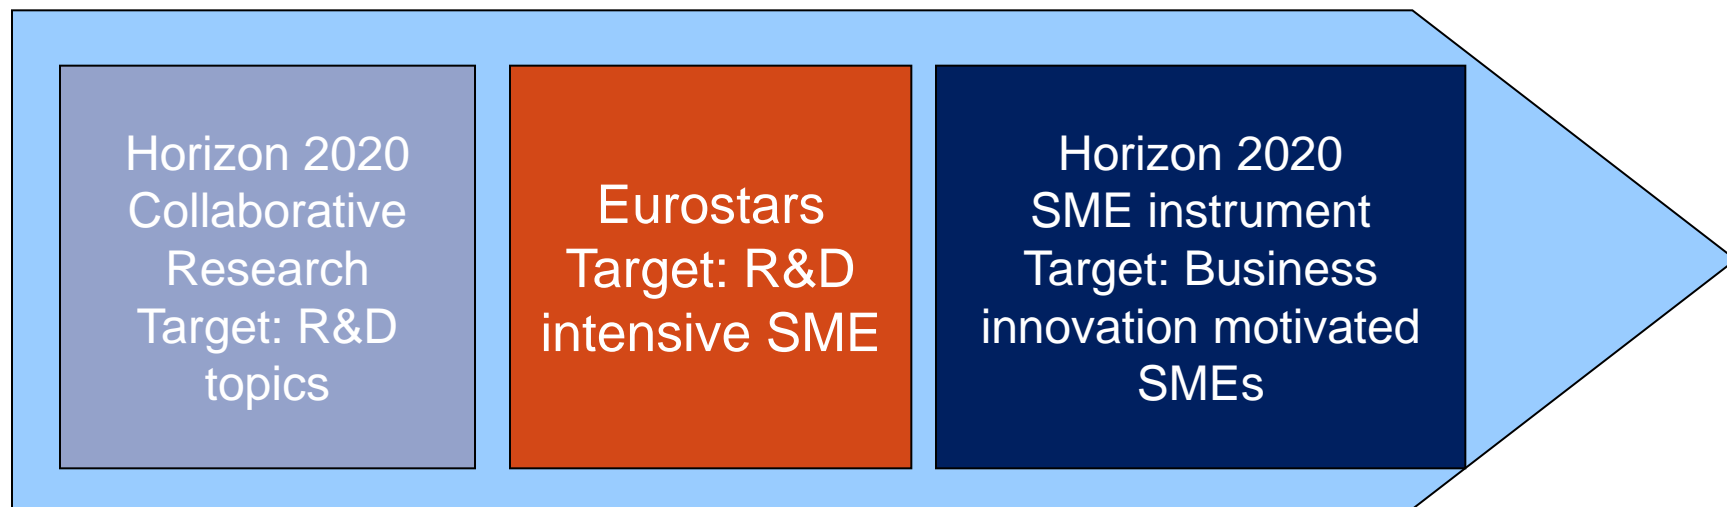 Horizon 2020
Collaborative
Research
Target: R&D
topics
Eurostars
Target: R&D
intensive SME
Horizon 2020
SME instrument
Target: Business
innovation motivated
SMEs